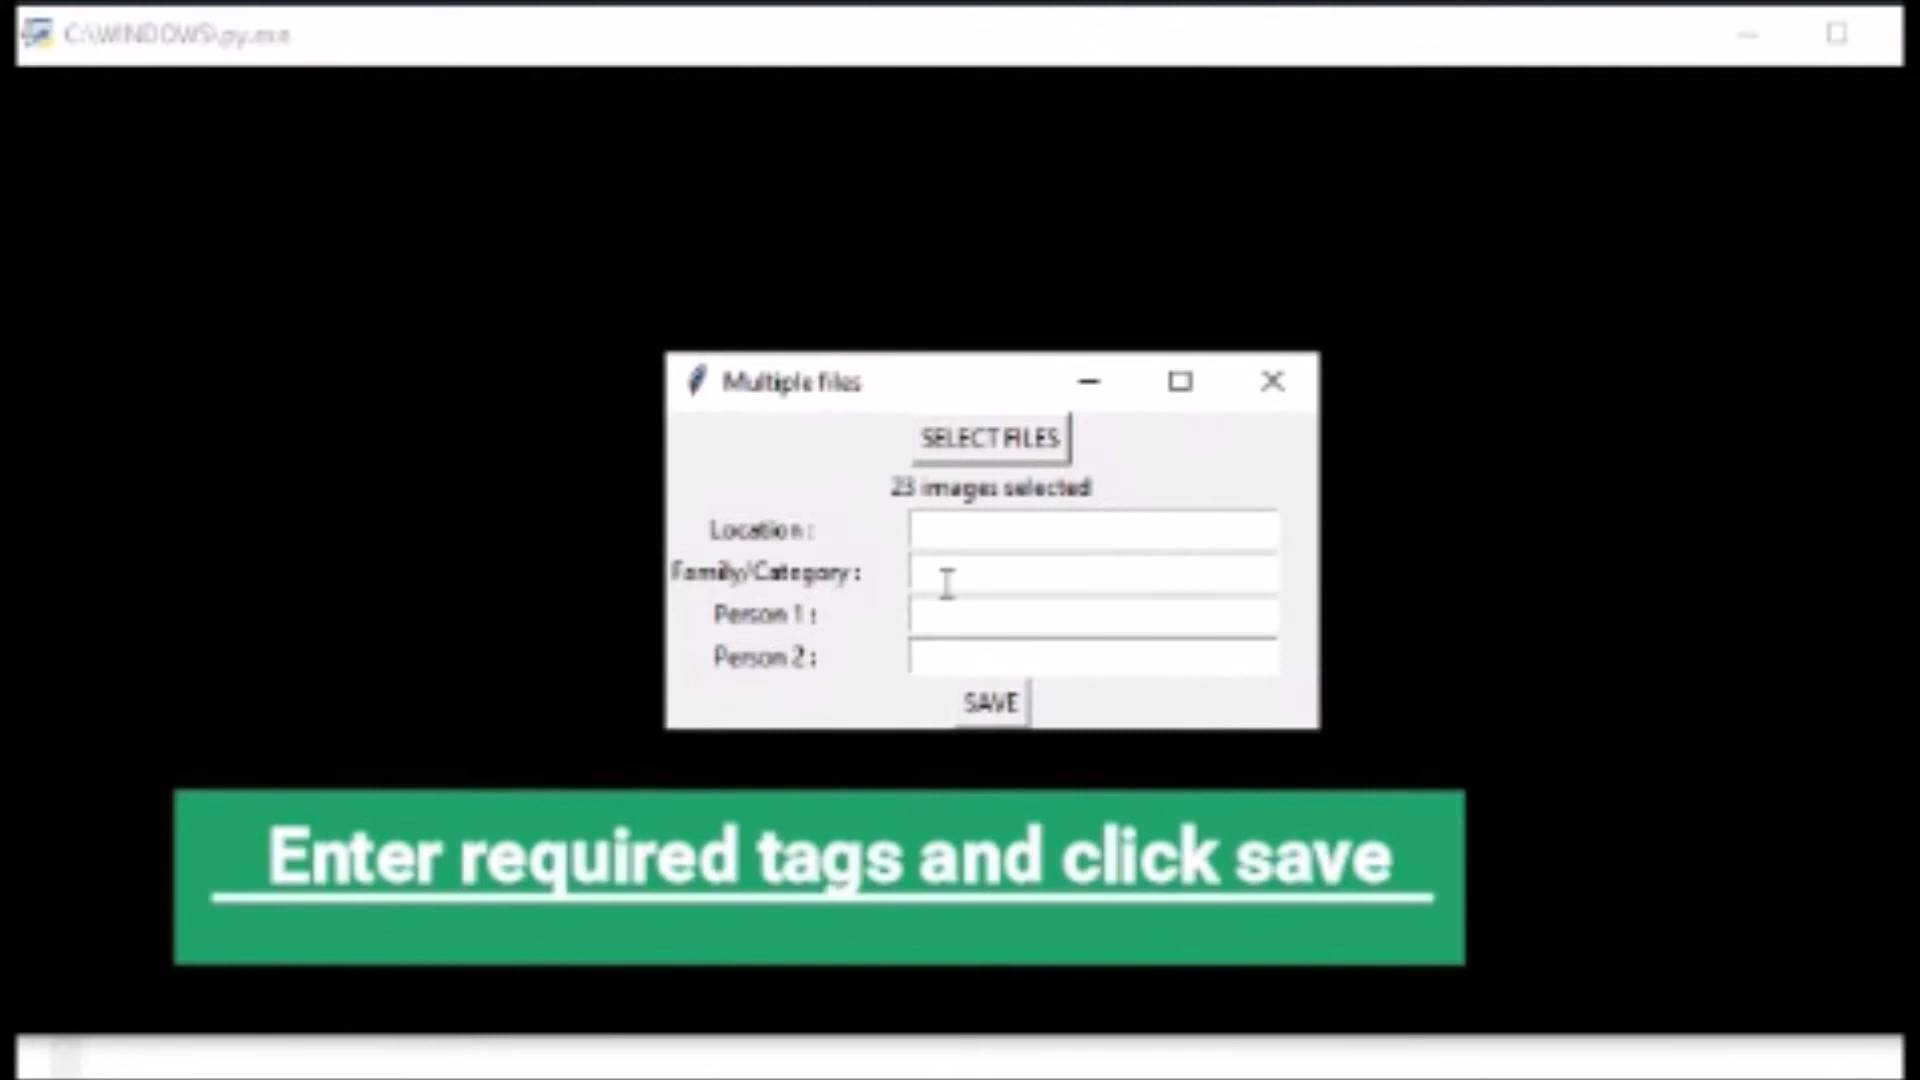 C:\WINDOWS\py.exe
Multiple files
SELECT FILES
23 images selected
Location :
Family/Category :
Person 1 :
Person 2 :
SAVE
Enter required tags and click save